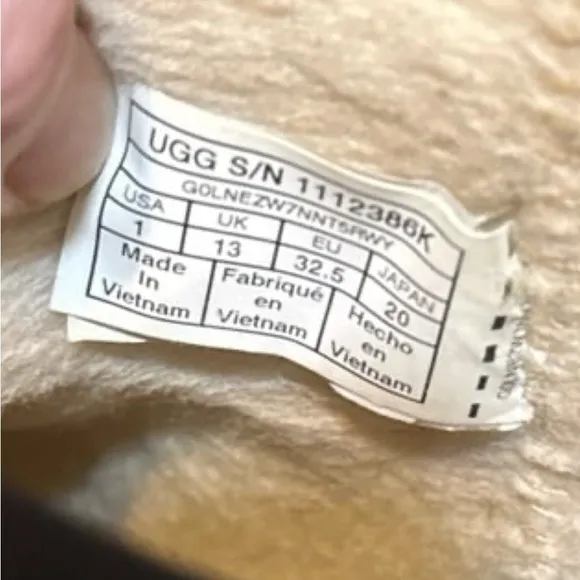 UGG S/N 1112386K
G0LNEZW7NNT5RWY
USA UK EU JAPAN
1 13 32.5 20
Made In Vietnam
Fabriqué en Vietnam
Hecho en Vietnam